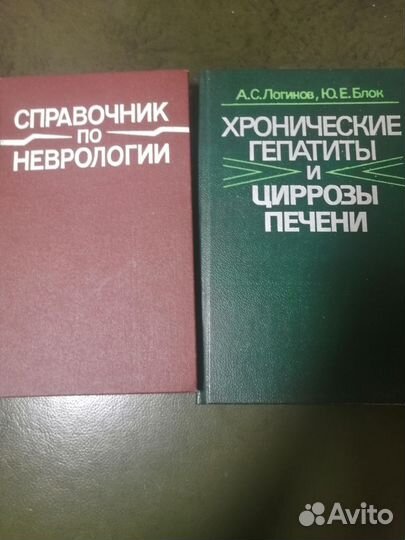 СПРАВОЧНИК
ПО
НЕВРОЛОГИИ
А.С.Логинов, Ю.Е.Блок
ХРОНИЧЕСКИЕ
ГЕПАТИТЫ
И
ЦИРРОЗЫ
ПЕЧЕНИ
Avito